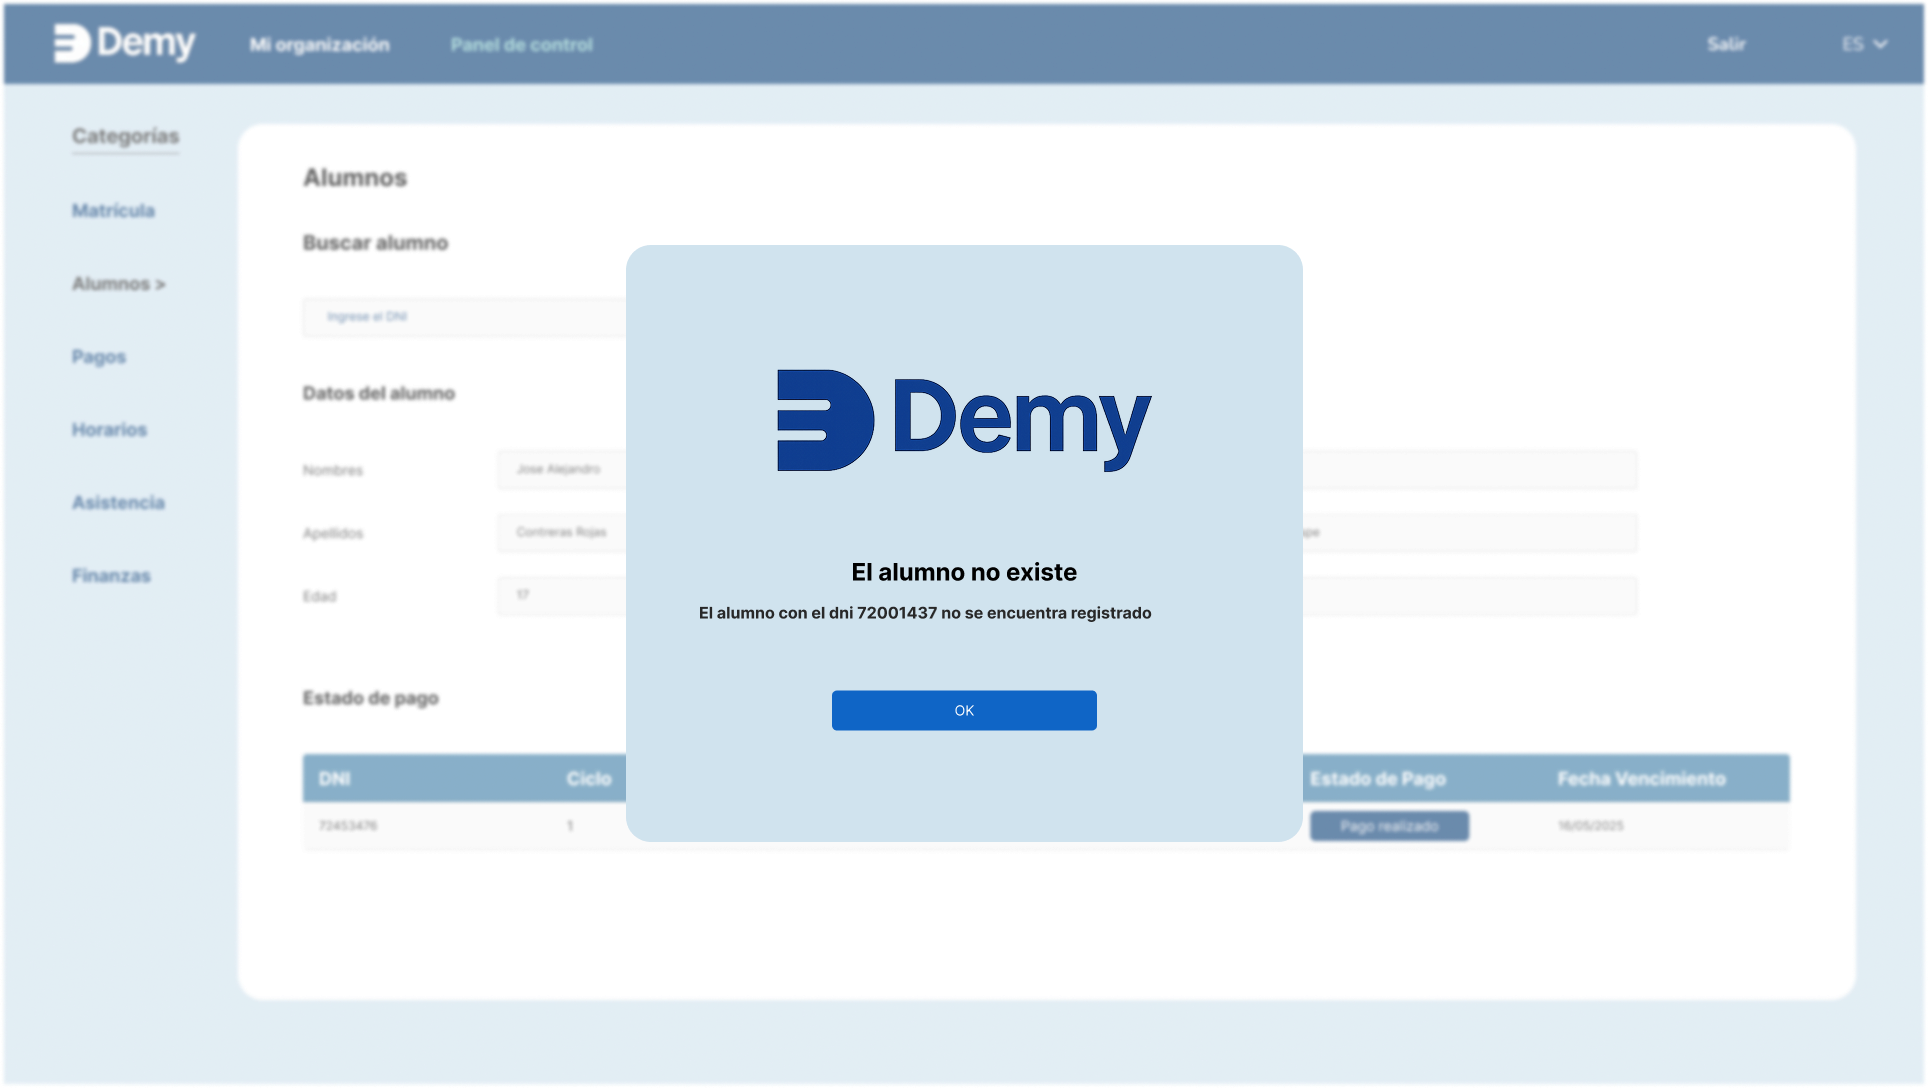 Demy
Mi organización
Panel de control
Salir
ES
Categorías
Matrícula
Alumnos >
Pagos
Horarios
Asistencia
Finanzas
Alumnos
Buscar alumno
Ingrese el DNI
Datos del alumno
Nombres
Jose Alejandro
Apellidos
Contreras Rojas
Edad
17
Demy
El alumno no existe
El alumno con el dni 72001437 no se encuentra registrado
OK
Estado de pago
DNI
Ciclo
Estado de Pago
Fecha Vencimiento
72453476
1
Pago realizado
16/05/2025